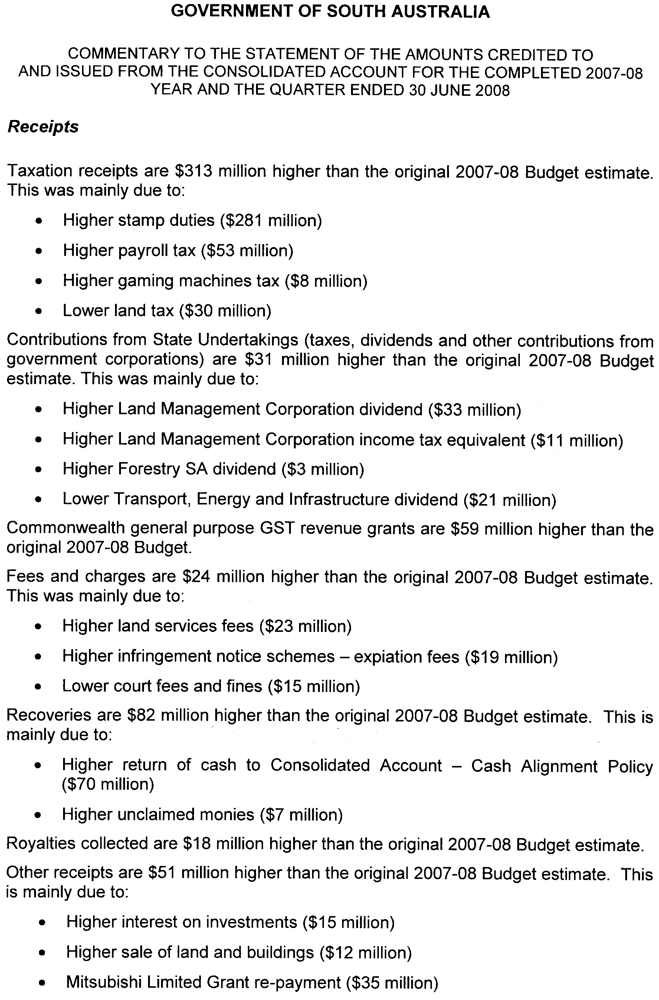 GOVERNMENT OF SOUTH AUSTRALIA
COMMENTARY TO THE STATEMENT OF THE AMOUNTS CREDITED TO
AND ISSUED FROM THE CONSOLIDATED ACCOUNT FOR THE COMPLETED 2007-08
YEAR AND THE QUARTER ENDED 30 JUNE 2008
Receipts
Taxation receipts are $313 million higher than the original 2007-08 Budget estimate.
This was mainly due to:
• Higher stamp duties ($281 million)
• Higher payroll tax ($53 million)
• Higher gaming machines tax ($8 million)
• Lower land tax ($30 million)
Contributions from State Undertakings (taxes, dividends and other contributions from
government corporations) are $31 million higher than the original 2007-08 Budget
estimate. This was mainly due to:
• Higher Land Management Corporation dividend ($33 million)
• Higher Land Management Corporation income tax equivalent ($11 million)
• Higher Forestry SA dividend ($3 million)
• Lower Transport, Energy and Infrastructure dividend ($21 million)
Commonwealth general purpose GST revenue grants are $59 million higher than the
original 2007-08 Budget.
Fees and charges are $24 million higher than the original 2007-08 Budget estimate.
This was mainly due to:
• Higher land services fees ($23 million)
• Higher infringement notice schemes – expiation fees ($19 million)
• Lower court fees and fines ($15 million)
Recoveries are $82 million higher than the original 2007-08 Budget estimate. This is
mainly due to:
• Higher return of cash to Consolidated Account – Cash Alignment Policy
($70 million)
• Higher unclaimed monies ($7 million)
Royalties collected are $18 million higher than the original 2007-08 Budget estimate.
Other receipts are $51 million higher than the original 2007-08 Budget estimate. This
is mainly due to:
• Higher interest on investments ($15 million)
• Higher sale of land and buildings ($12 million)
• Mitsubishi Limited Grant re-payment ($35 million)